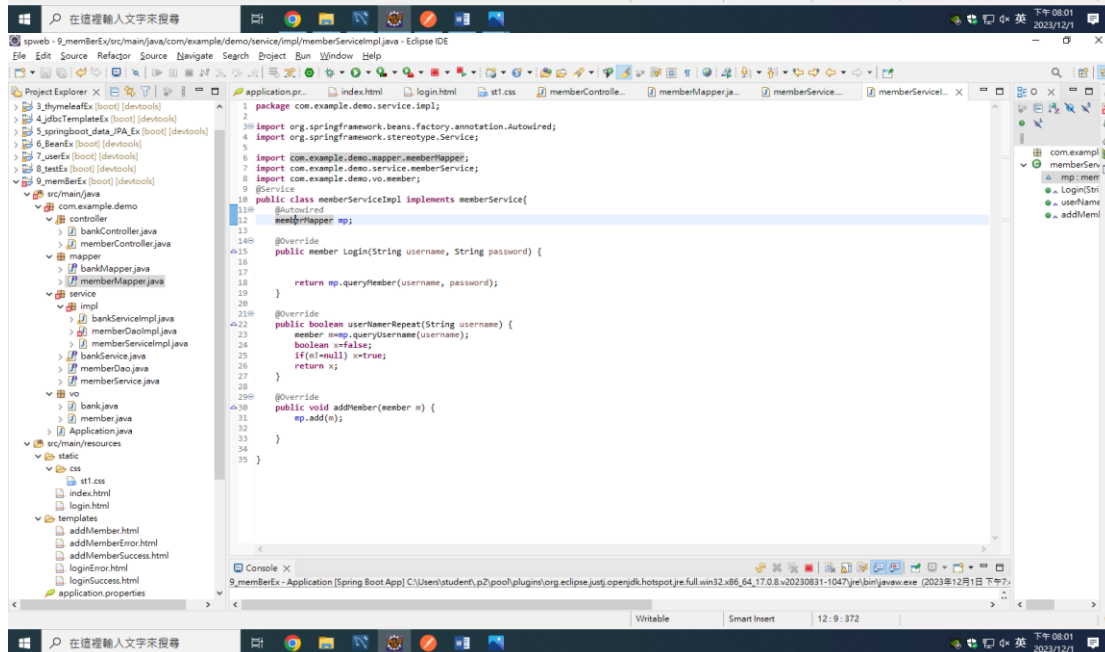 在這裡輸入文字來搜尋
英
下午 08:01
2023/12/1
spweb - 9_memBerEx/src/main/java/com/example/demo/service/impl/memberServiceImpl.java - Eclipse IDE
File Edit Source Refactor Source Navigate Search Project Run Window Help
Project Explorer
application.pr...
index.html
login.html
st1.css
memberControlle...
memberMapper.ja...
memberService....
memberServicel...
3_thymeleafEx [boot] [devtools]
4_jdbcTemplateEx [boot] [devtools]
5_springboot_data_JPA_Ex [boot] [devtools]
6_BeanEx [boot] [devtools]
7_userEx [boot] [devtools]
8_testEx [boot] [devtools]
9_memBerEx [boot] [devtools]
src/main/java
com.example.demo
controller
bankController.java
memberController.java
mapper
bankMapper.java
memberMapper.java
service
impl
bankServiceImpl.java
memberDaoImpl.java
memberServiceImpl.java
bankService.java
memberDao.java
memberService.java
vo
bank.java
member.java
Application.java
src/main/resources
static
css
st1.css
index.html
login.html
templates
addMember.html
addMemberError.html
addMemberSuccess.html
loginError.html
loginSuccess.html
application.properties
1 package com.example.demo.service.impl;
2
3 import org.springframework.beans.factory.annotation.Autowired;
4 import org.springframework.stereotype.Service;
5
6 import com.example.demo.mapper.memberMapper;
7 import com.example.demo.service.memberService;
8 import com.example.demo.vo.member;
9 @Service
10 public class memberServiceImpl implements memberService{
11 @Autowired
12 memberMapper mp;
13
14 @Override
15 public member Login(String username, String password) {
16
17
18 return mp.queryMember(username, password);
19 }
20
21 @Override
22 public boolean userNamerRepeat(String username) {
23 member m=mp.queryUsername(username);
24 boolean x=false;
25 if(m!=null) x=true;
26 return x;
27 }
28
29 @Override
30 public void addMember(member m) {
31 mp.add(m);
32
33 }
34
35 }
com.exampl
memberServ
mp : mem
Login(Stri
userName
addMeml
Console
9_memBerEx - Application [Spring Boot App] C:\Users\student\.p2\pool\plugins\org.eclipse.justj.openjdk.hotspot.jre.full.win32.x86_64_17.0.8.v20230831-1047\jre\bin\javaw.exe (2023年12月1日 下午7:
Writable
Smart Insert
12 : 9 : 372
在這裡輸入文字來搜尋
英
下午 08:01
2023/12/1